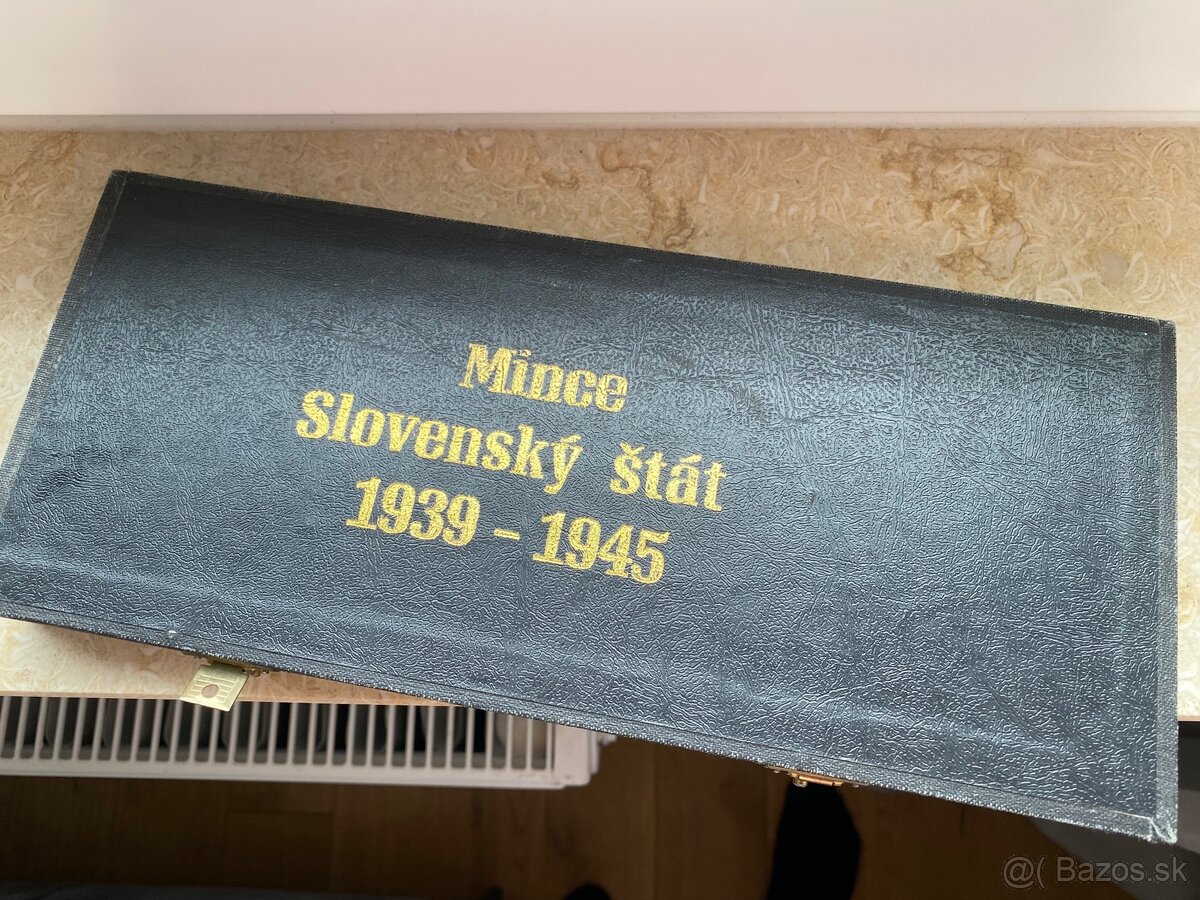 Mince
Slovenský štát
1939 - 1945
@( Bazos.sk